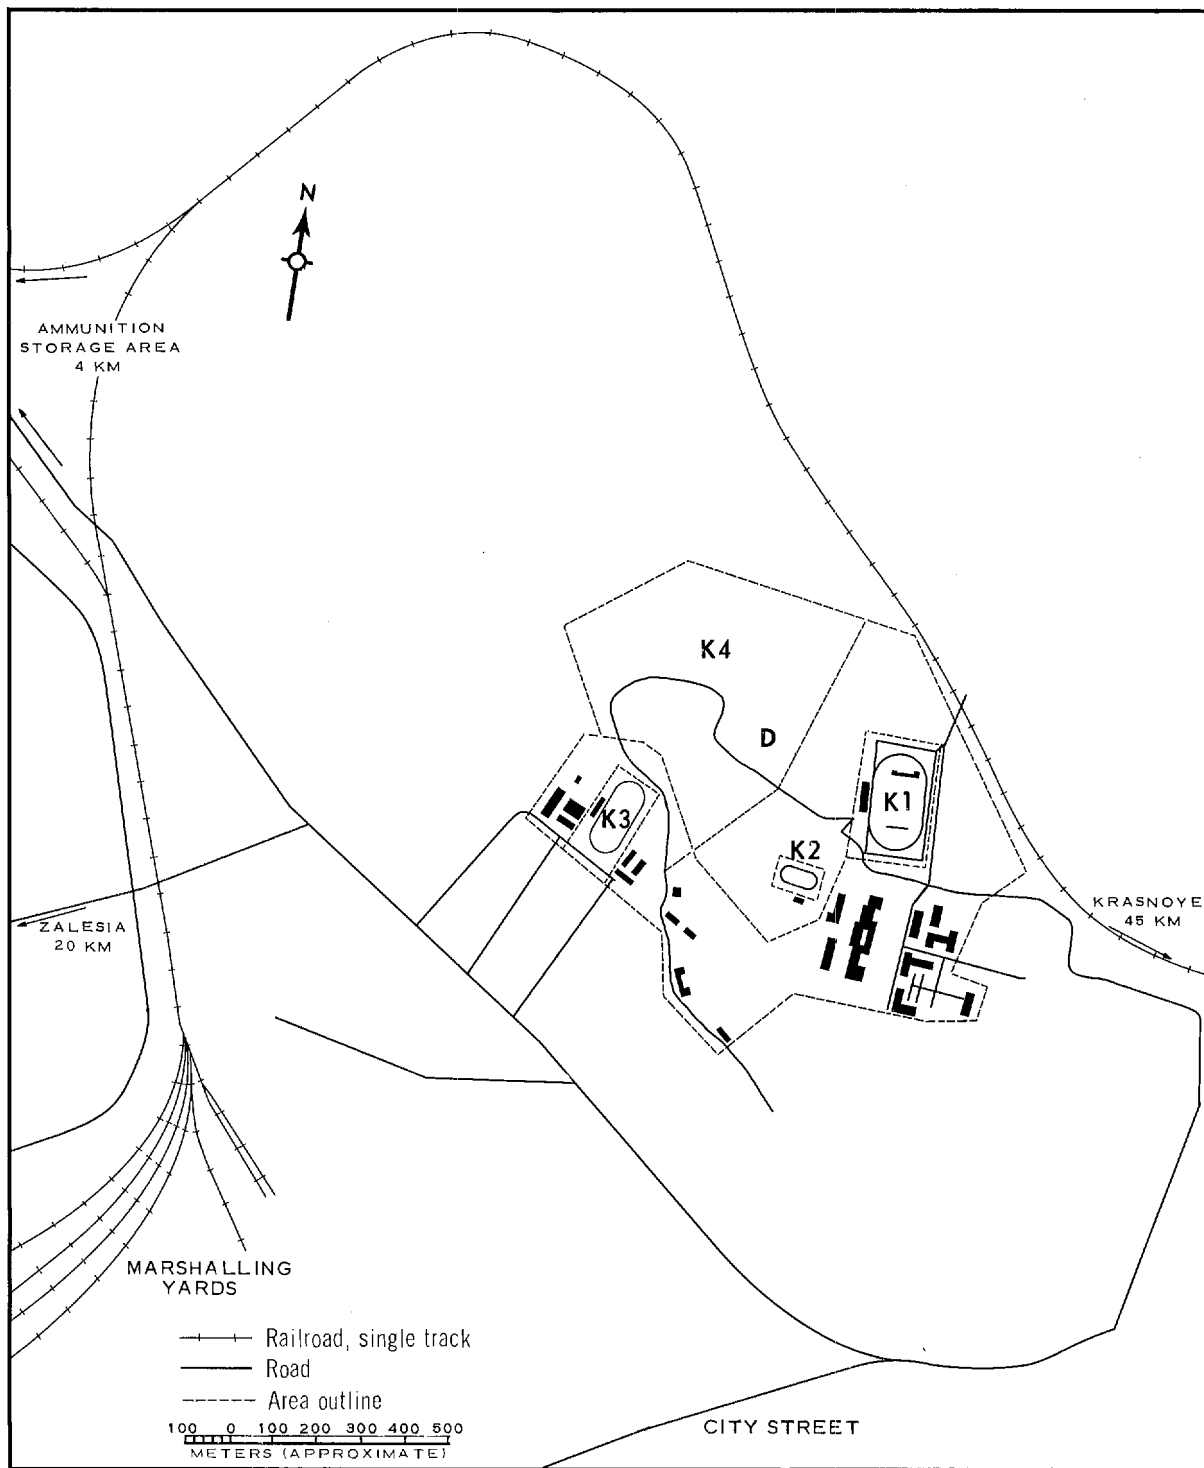 N
AMMUNITION
STORAGE AREA
4 KM
K4
D
K1
K3
K2
KRASNOYE
45 KM
ZALESIA
20 KM
MARSHALLING
YARDS
Railroad, single track
Road
Area outline
100 0 100 200 300 400 500
METERS (APPROXIMATE)
CITY STREET